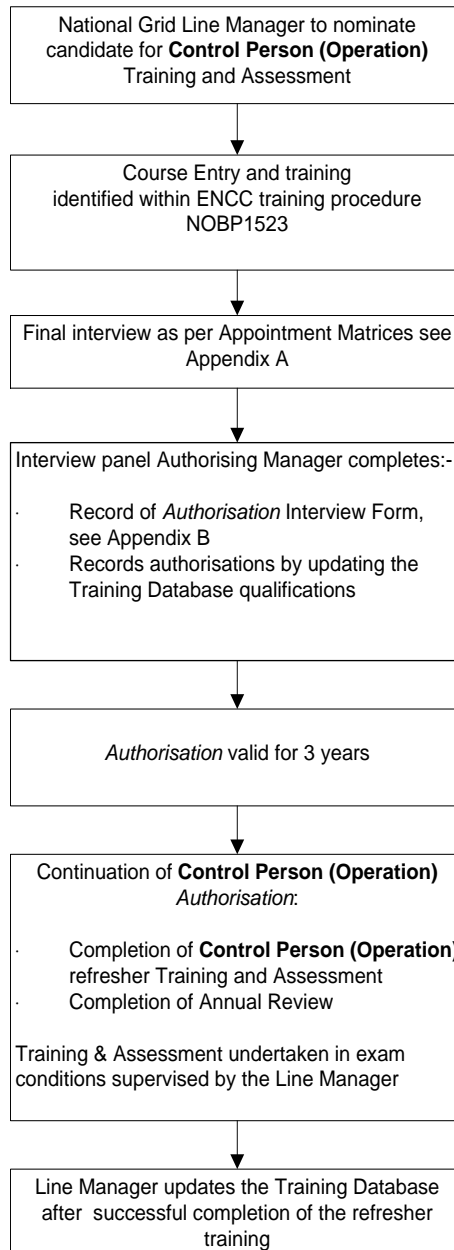 National Grid Line Manager to nominate
candidate for Control Person (Operation)
Training and Assessment
Course Entry and training
identified within ENCC training procedure
NOBP1523
Final interview as per Appointment Matrices see
Appendix A
Interview panel Authorising Manager completes:-
· Record of Authorisation Interview Form,
see Appendix B
· Records authorisations by updating the
Training Database qualifications
Authorisation valid for 3 years
Continuation of Control Person (Operation)
Authorisation:
· Completion of Control Person (Operation)
refresher Training and Assessment
· Completion of Annual Review
Training & Assessment undertaken in exam
conditions supervised by the Line Manager
Line Manager updates the Training Database
after successful completion of the refresher
training